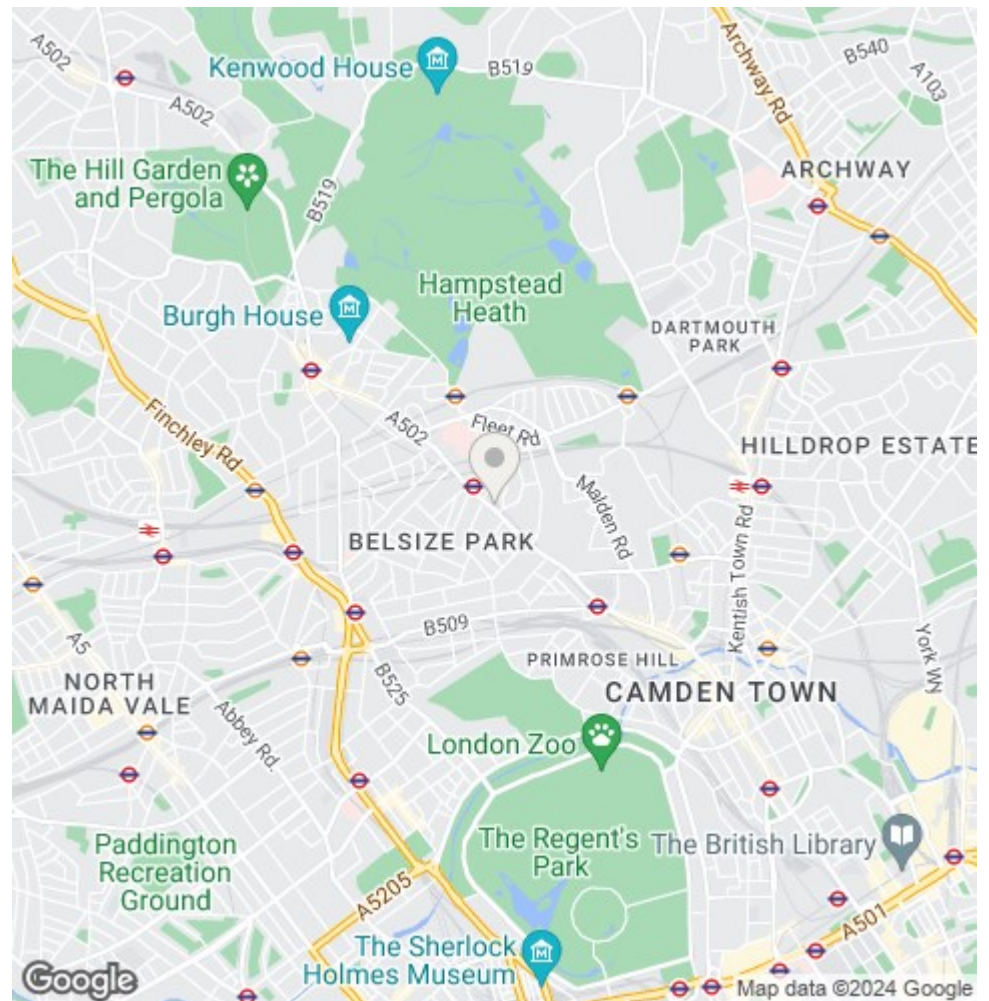 A502
Kenwood House
B519
Archway Rd
B540
A103
A502
The Hill Garden
and Pergola
B519
ARCHWAY
Hampstead
Heath
Burgh House
DARTMOUTH
PARK
Finchley Rd
A502
Fleet Rd
HILLDROP ESTATE
Malden Rd
BELSIZE PARK
Kentish Town Rd
B509
A5
PRIMROSE HILL
York Wy
NORTH
MAIDA VALE
B525
CAMDEN TOWN
Abbey Rd.
London Zoo
The Regent's
Park
The British Library
Paddington
Recreation
Ground
A5205
A501
The Sherlock
Holmes Museum
Google
Map data ©2024 Google